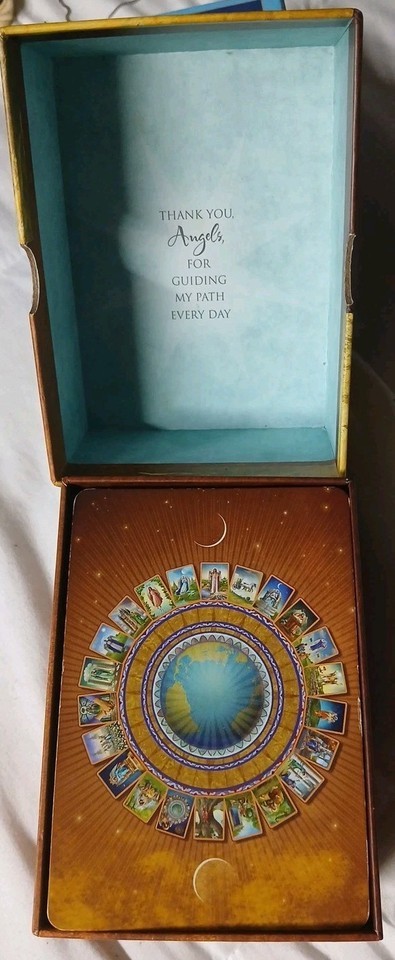 THANK YOU,
Angels,
FOR
GUIDING
MY PATH
EVERY DAY